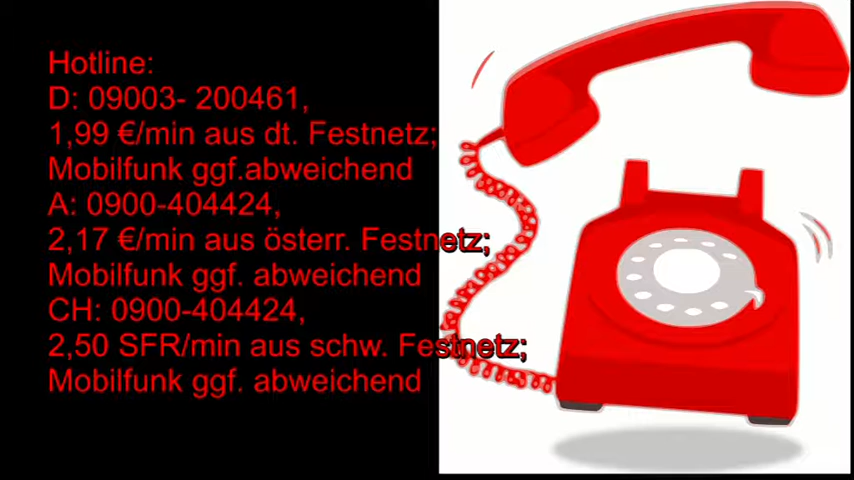 Hotline:
D: 09003- 200461,
1,99 €/min aus dt. Festnetz;
Mobilfunk ggf.abweichend
A: 0900-404424,
2,17 €/min aus österr. Festnetz;
Mobilfunk ggf. abweichend
CH: 0900-404424,
2,50 SFR/min aus schw. Festnetz;
Mobilfunk ggf. abweichend